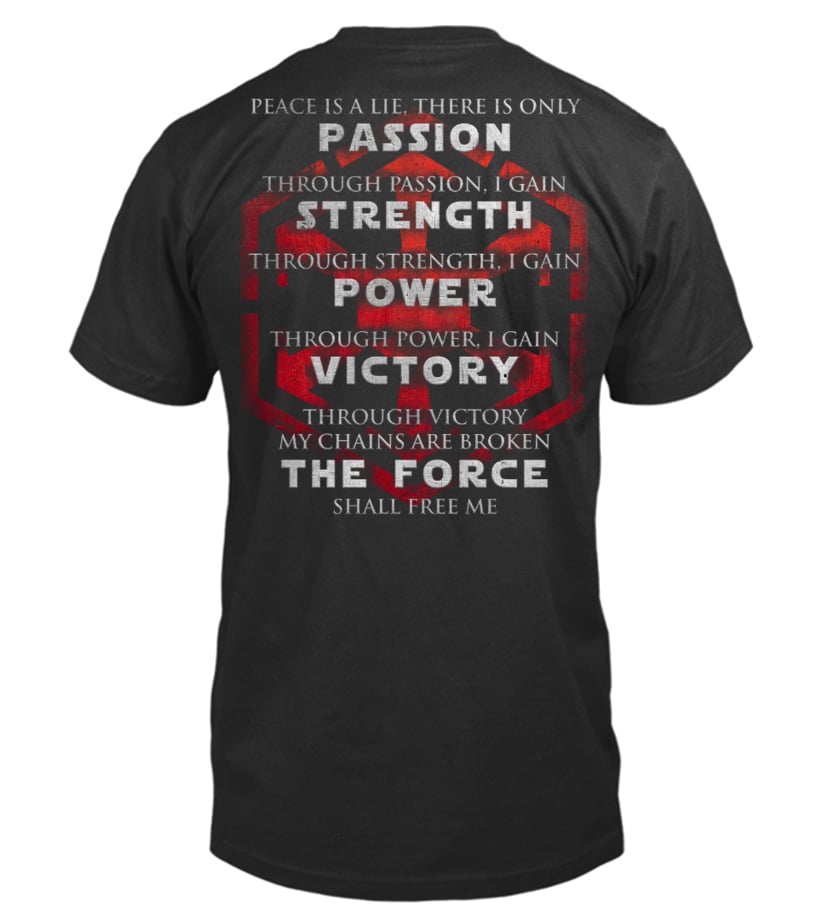 PEACE IS A LIE, THERE IS ONLY
PASSION
THROUGH PASSION, I GAIN
STRENGTH
THROUGH STRENGTH, I GAIN
POWER
THROUGH POWER, I GAIN
VICTORY
THROUGH VICTORY
MY CHAINS ARE BROKEN
THE FORCE
SHALL FREE ME